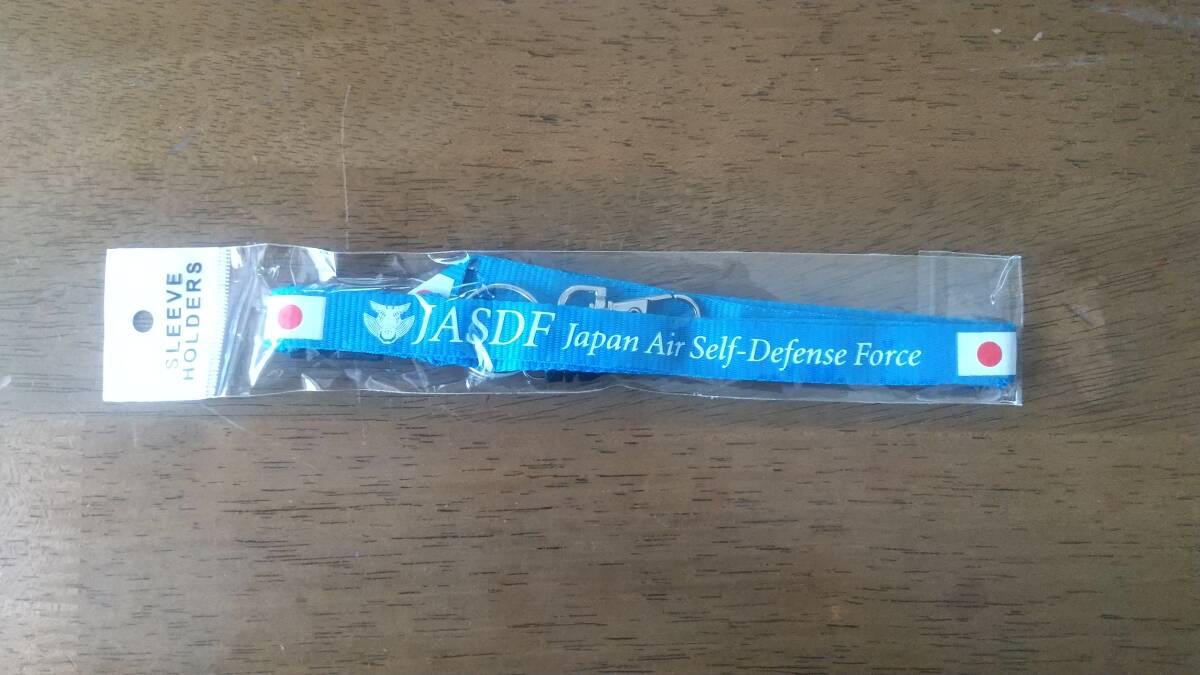 SLEEVE
HOLDERS
JASDF Japan Air Self-Defense Force